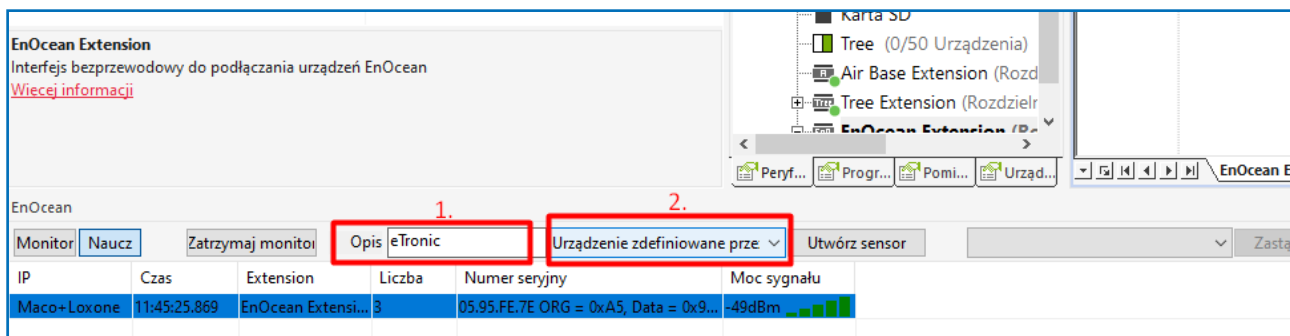 Karta SD
EnOcean Extension
Interfejs bezprzewodowy do podłączania urządzeń EnOcean
Więcej informacji
Tree (0/50 Urządzenia)
Air Base Extension (Rozd
Tree Extension (Rozdzielr
EnOcean Extension (Ro
Peryf... Progr... Pomi... Urząd...
EnOcean E
EnOcean
1.
2.
Monitor Naucz Zatrzymaj monitor Opis eTronic Urządzenie zdefiniowane prze Utwórz sensor Zastą
IP Czas Extension Liczba Numer seryjny Moc sygnału
Maco+Loxone 11:45:25.869 EnOcean Extensi... 3 05.95.FE.7E ORG = 0xA5, Data = 0x9... -49dBm